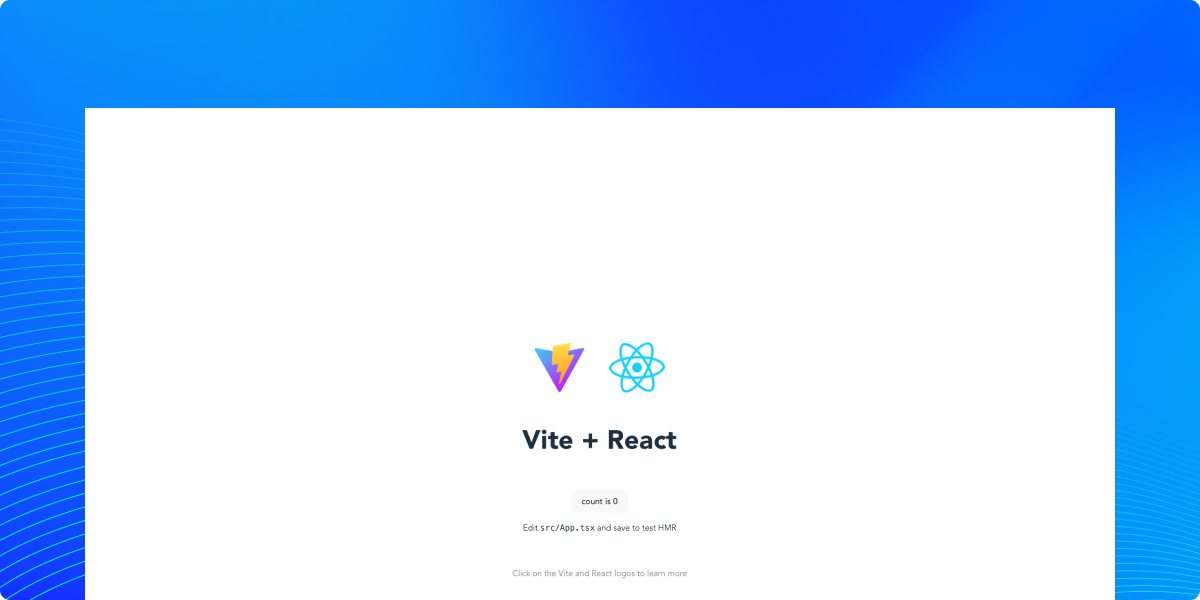 Vite + React
count is 0
Edit src/App.tsx and save to test HMR
Click on the Vite and React logos to learn more